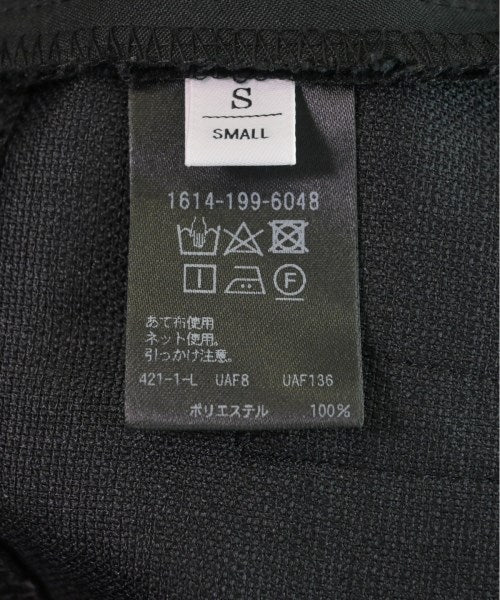 S
SMALL
1614-199-6048
F
あて布使用
ネット使用。
引っかけ注意。
421-1-L UAF8 UAF136
ポリエステル 100%